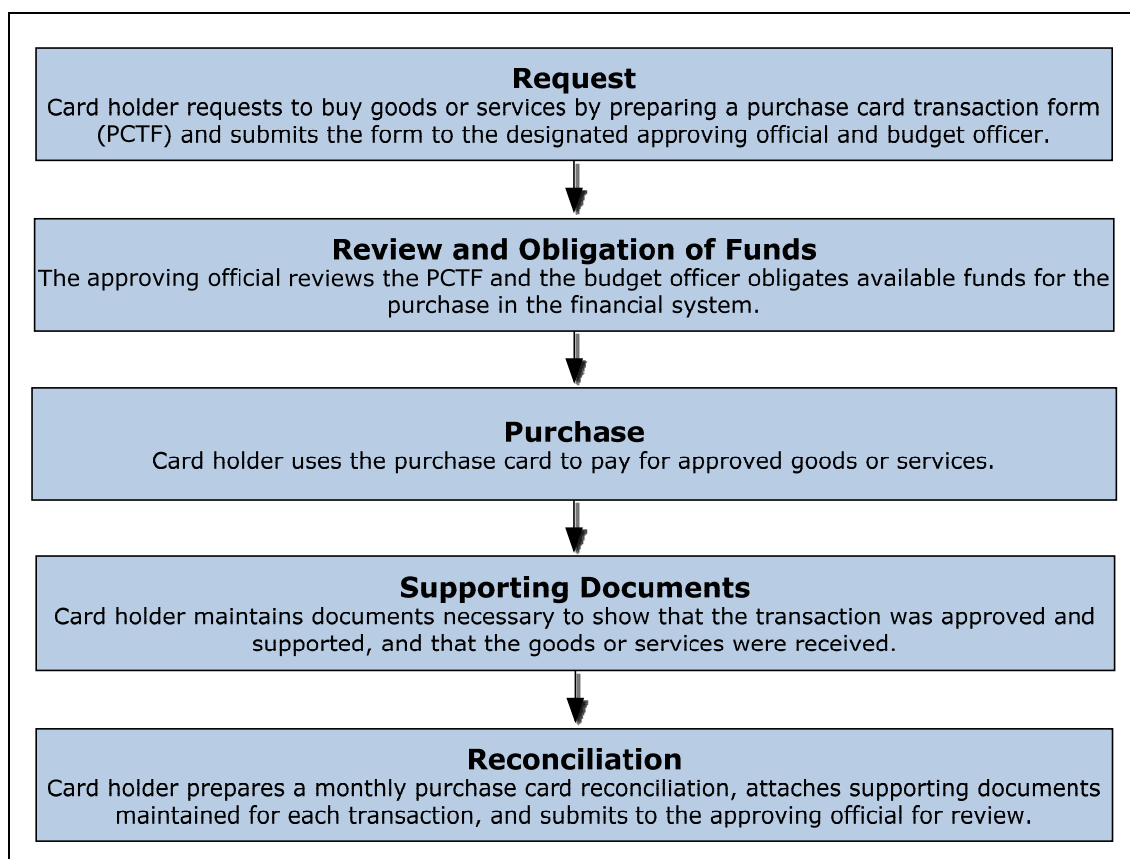 Request
Card holder requests to buy goods or services by preparing a purchase card transaction form
(PCTF) and submits the form to the designated approving official and budget officer.
Review and Obligation of Funds
The approving official reviews the PCTF and the budget officer obligates available funds for the
purchase in the financial system.
Purchase
Card holder uses the purchase card to pay for approved goods or services.
Supporting Documents
Card holder maintains documents necessary to show that the transaction was approved and
supported, and that the goods or services were received.
Reconciliation
Card holder prepares a monthly purchase card reconciliation, attaches supporting documents
maintained for each transaction, and submits to the approving official for review.